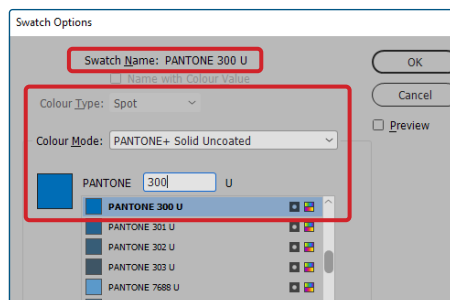 Swatch Options
Swatch Name: PANTONE 300 U
OK
Name with Colour Value
Cancel
Colour Type: Spot
Preview
Colour Mode: PANTONE+ Solid Uncoated
PANTONE 300 U
PANTONE 300 U
PANTONE 301 U
PANTONE 302 U
PANTONE 303 U
PANTONE 7688 U